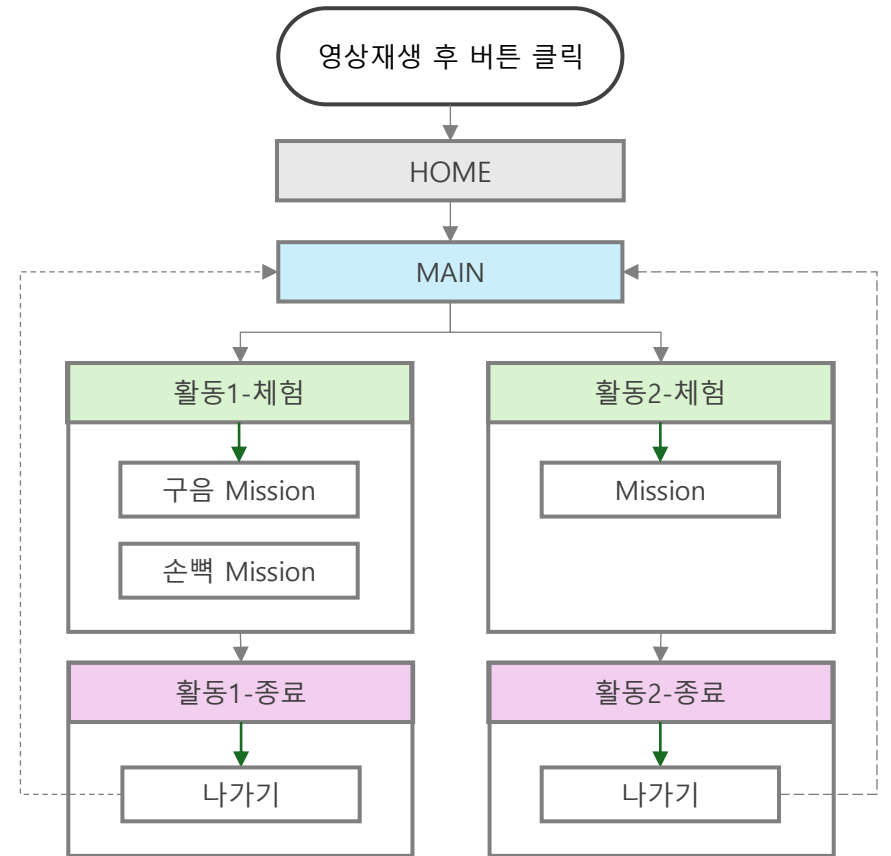 영상재생 후 버튼 클릭
HOME
MAIN
활동1-체험
구음 Mission
손뼉 Mission
활동2-체험
Mission
활동1-종료
나가기
활동2-종료
나가기